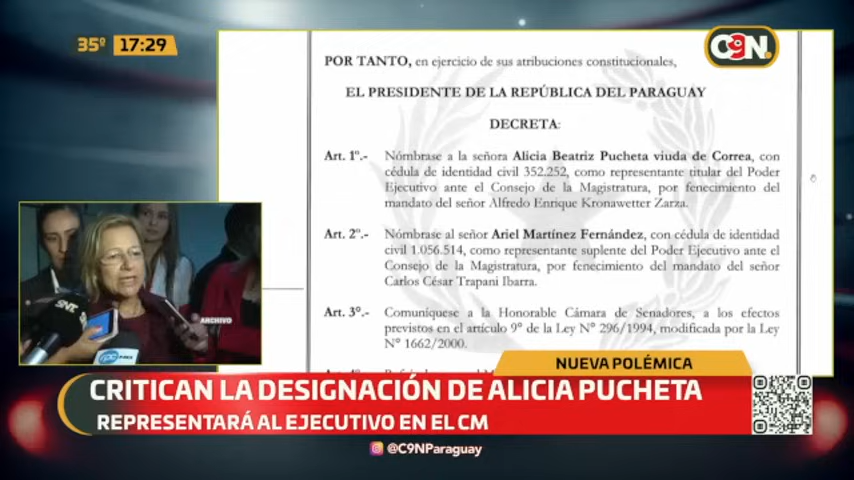 35º 17:29
C9N.
POR TANTO, en ejercicio de sus atribuciones constitucionales,
EL PRESIDENTE DE LA REPÚBLICA DEL PARAGUAY
DECRETA:
Art. 1º.- Nómbrase a la señora Alicia Beatriz Pucheta viuda de Correa, con
cédula de identidad civil 352.252, como representante titular del Poder
Ejecutivo ante el Consejo de la Magistratura, por fenecimiento del
mandato del señor Alfredo Enrique Kronawetter Zarza.
Art. 2º.- Nómbrase al señor Ariel Martínez Fernández, con cédula de identidad
civil 1.056.514, como representante suplente del Poder Ejecutivo ante el
Consejo de la Magistratura, por fenecimiento del mandato del señor
Carlos César Trapani Ibarra.
Art. 3º.- Comuníquese a la Honorable Cámara de Senadores, a los efectos
previstos en el artículo 9º de la Ley Nº 296/1994, modificada por la Ley
Nº 1662/2000.
SNT
ARCHIVO
NUEVA POLÉMICA
CRITICAN LA DESIGNACIÓN DE ALICIA PUCHETA
REPRESENTARÁ AL EJECUTIVO EN EL CM
@C9NParaguay